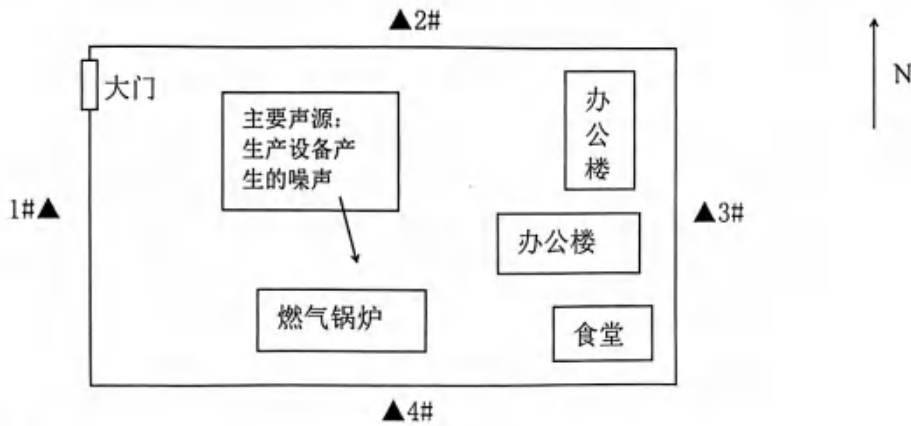 ▲2#
N
大门
主要声源：
生产设备产
生的噪声
办
公
楼
1#▲
▲3#
办公楼
燃气锅炉
食堂
▲4#